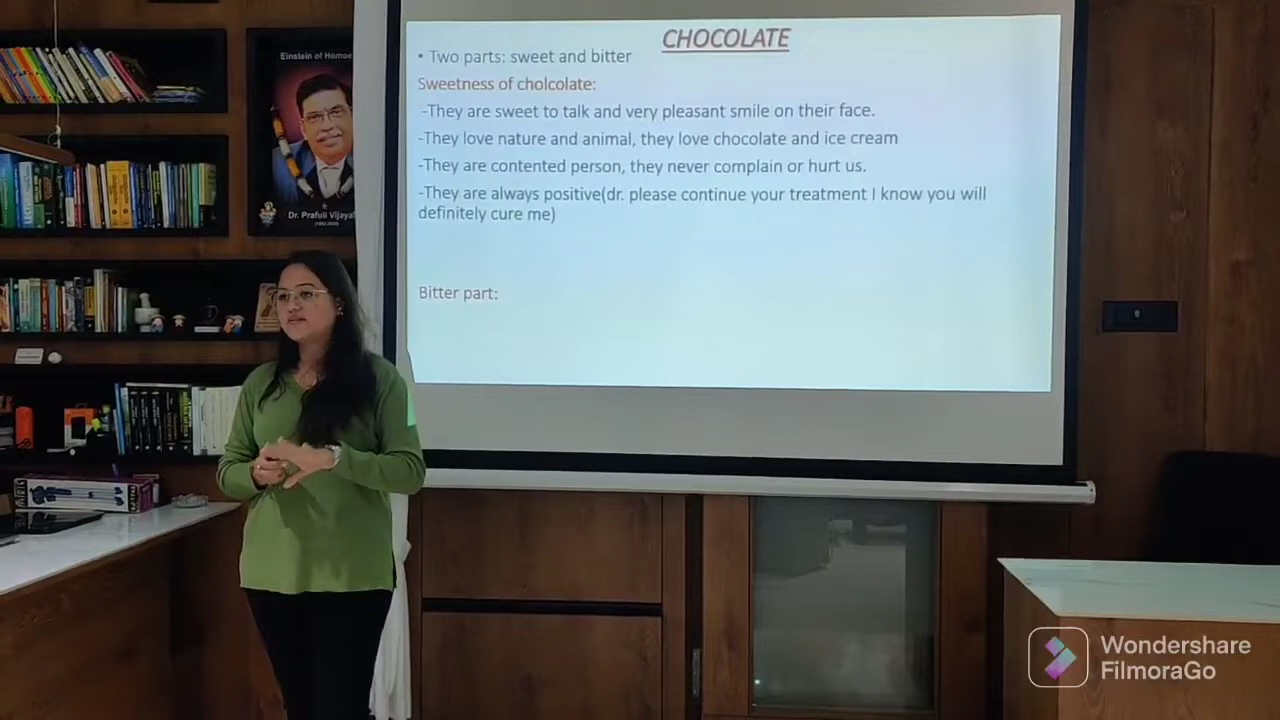 CHOCOLATE
• Two parts: sweet and bitter
Sweetness of cholcolate:
-They are sweet to talk and very pleasant smile on their face.
-They love nature and animal, they love chocolate and ice cream
-They are contented person, they never complain or hurt us.
-They are always positive(dr. please continue your treatment I know you will
definitely cure me)
Bitter part:
Einstein of Homoe
Dr. Prafull Vijayal
Wondershare
FilmoraGo